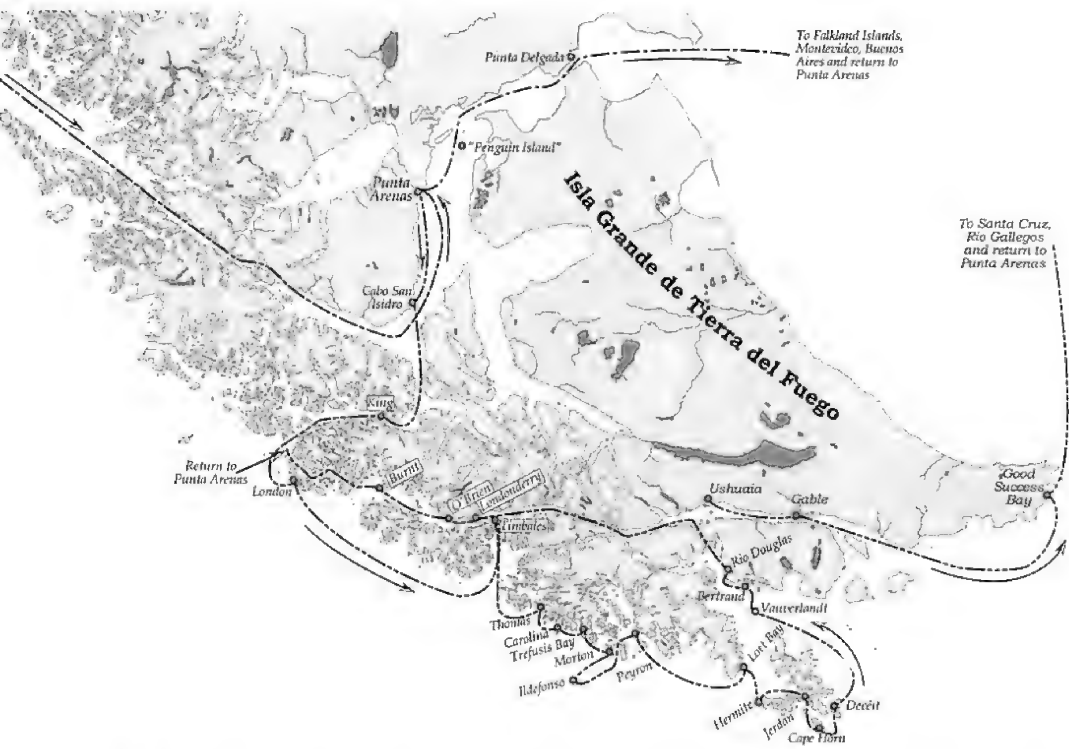 To Falkland Islands,
Montevideo, Buenos
Aires and return to
Punta Arenas
Punta Delgada
"Penguin Island"
Punta
Arenas
Isla Grande de Tierra del Fuego
To Santa Cruz,
Rio Gallegos
and return to
Punta Arenas
Cabo San
Isidro
King
Return to
Punta Arenas
London
Burnt
O'Brien
Londonderry
Timbales
Ushuaia
Gable
Good
Success
Bay
Rio Douglas
Bertrand
Vauverlandt
Thomas
Carolina
Trefusis Bay
Morton
Ildefonso
Peyron
Lort Bay
Hermite
Jerdan
Cape Horn
Deceit